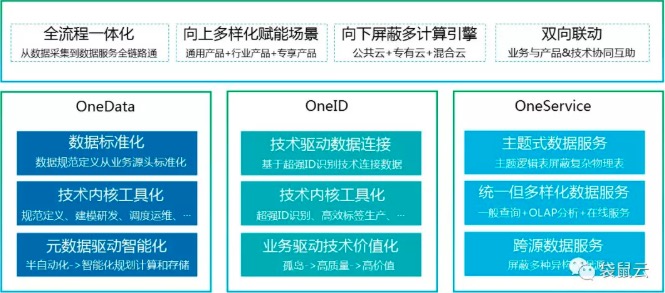 全流程一体化
从数据采集到数据服务全链路通
向上多样化赋能场景
通用产品+行业产品+专享产品
向下屏蔽多计算引擎
公共云+专有云+混合云
双向联动
业务与产品&技术协同互助
OneData
数据标准化
数据规范定义从业务源头标准化
技术内核工具化
规范定义、建模研发、调度运维、…
元数据驱动智能化
半自动化->智能化规划计算和存储
OneID
技术驱动数据连接
基于超强ID识别技术连接数据
技术内核工具化
超强ID识别、高效标签生产、…
业务驱动技术价值化
孤岛->高质量->高价值
OneService
主题式数据服务
主题逻辑表屏蔽复杂物理表
统一但多样化数据服务
一般查询+OLAP分析+在线服务
跨源数据服务
屏蔽多种异构
袋鼠云